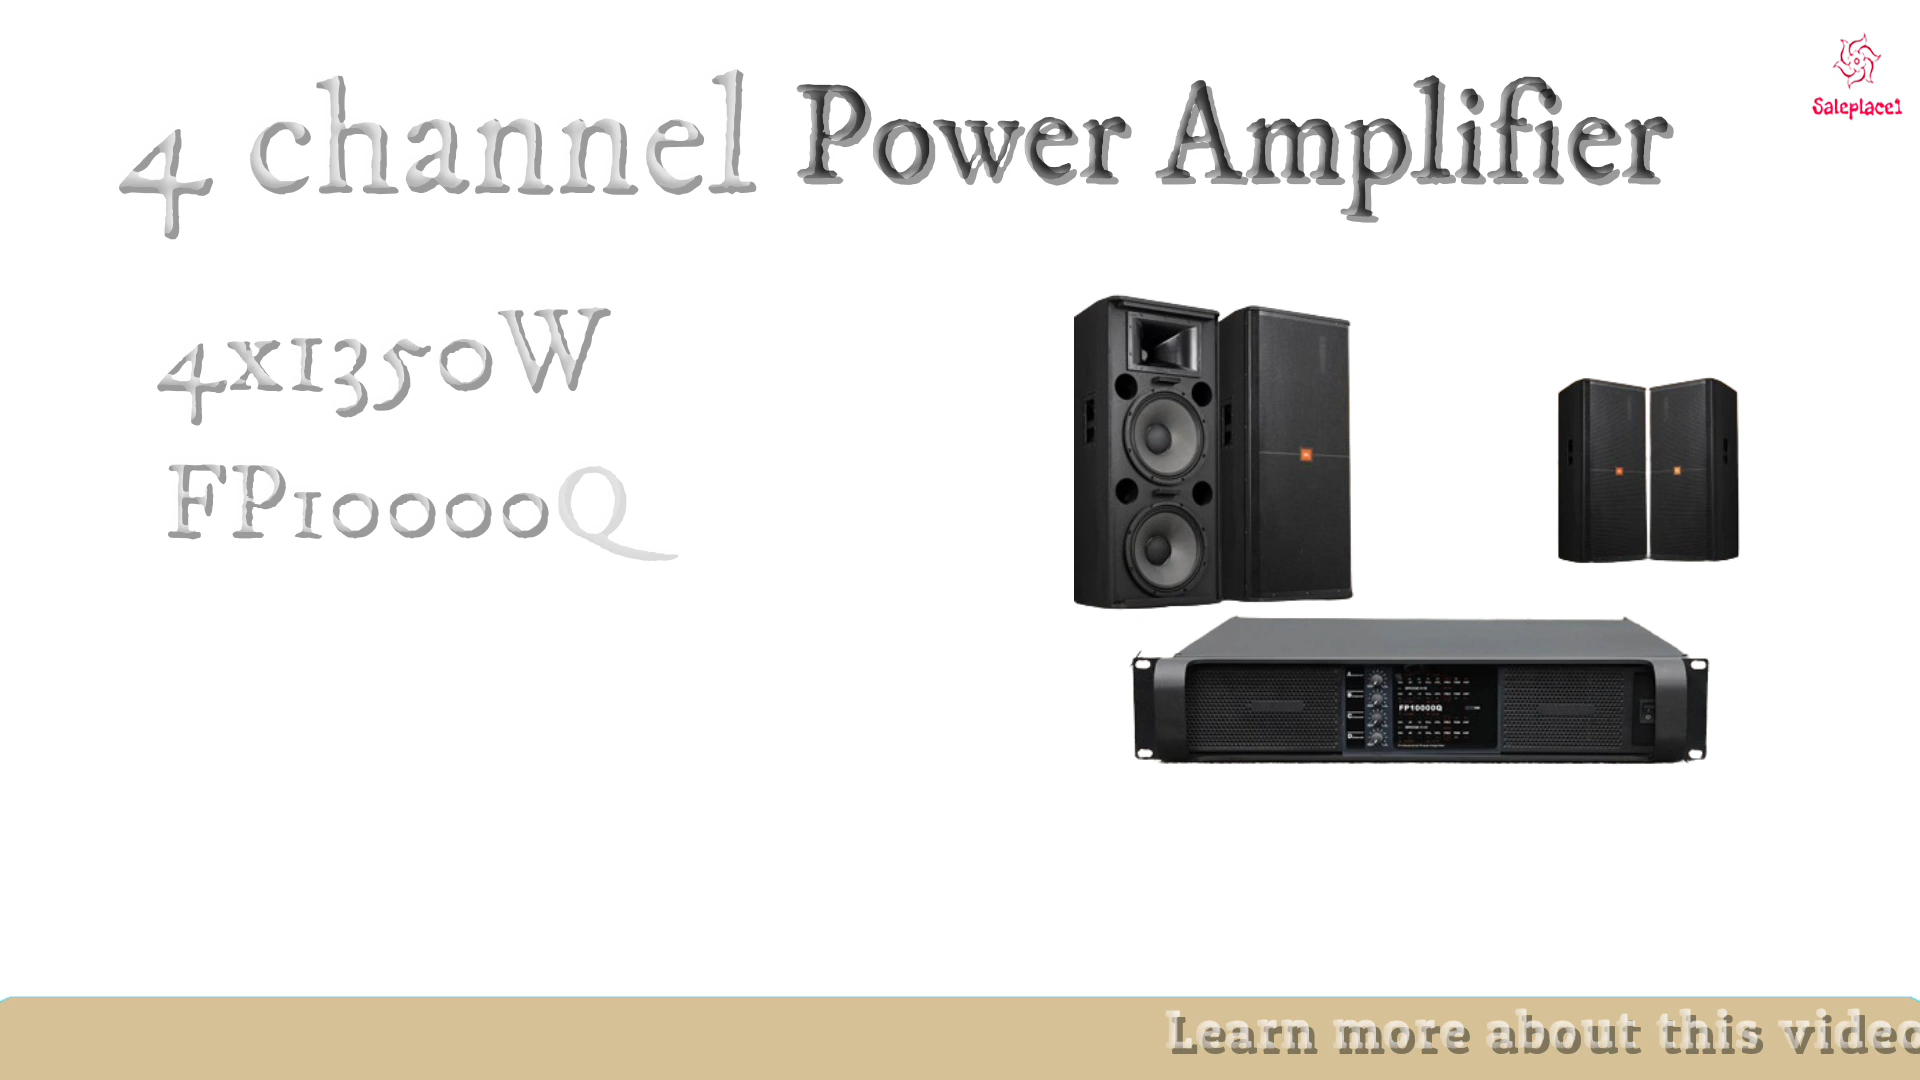 4 channel Power Amplifier
Saleplace1
4x1350W
FP10000Q
A
B
C
D
FP10000Q
Learn more about this video